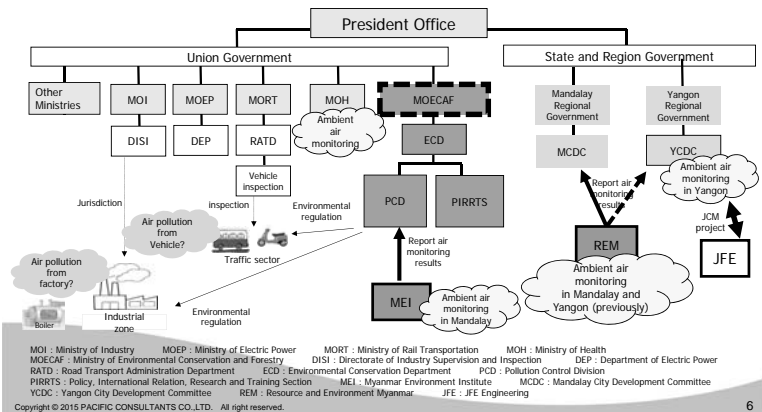 President Office
Union Government
State and Region Government
Other
Ministries
MOI
MOEP
MORT
MOH
MOECAF
Mandalay
Regional
Government
Yangon
Regional
Government
Ambient
air
monitoring
DISI
DEP
RATD
ECD
MCDC
YCDC
Vehicle
inspection
Ambient air
monitoring
in Yangon
Jurisdiction
inspection
Environmental
regulation
PCD
PIRRTS
Report air
monitoring
results
JCM
project
Air pollution
from
Vehicle?
Traffic sector
REM
JFE
Air pollution
from
factory?
Report air
monitoring
results
Ambient air
monitoring
in Mandalay and
Yangon (previously)
MEI
Ambient air
monitoring
in Mandalay
Boiler
Industrial
zone
Environmental
regulation
MOI : Ministry of Industry MOEP : Ministry of Electric Power MORT : Ministry of Rail Transportation MOH : Ministry of Health
MOECAF : Ministry of Environmental Conservation and Forestry DISI : Directorate of Industry Supervision and Inspection DEP : Department of Electric Power
RATD : Road Transport Administration Department ECD : Environmental Conservation Department PCD : Pollution Control Division
PIRRTS : Policy, International Relation, Research and Training Section MEI : Myanmar Environment Institute MCDC : Mandalay City Development Committee
YCDC : Yangon City Development Committee REM : Resource and Environment Myanmar JFE : JFE Engineering
Copyright © 2015 PACIFIC CONSULTANTS CO.,LTD. All right reserved.
6